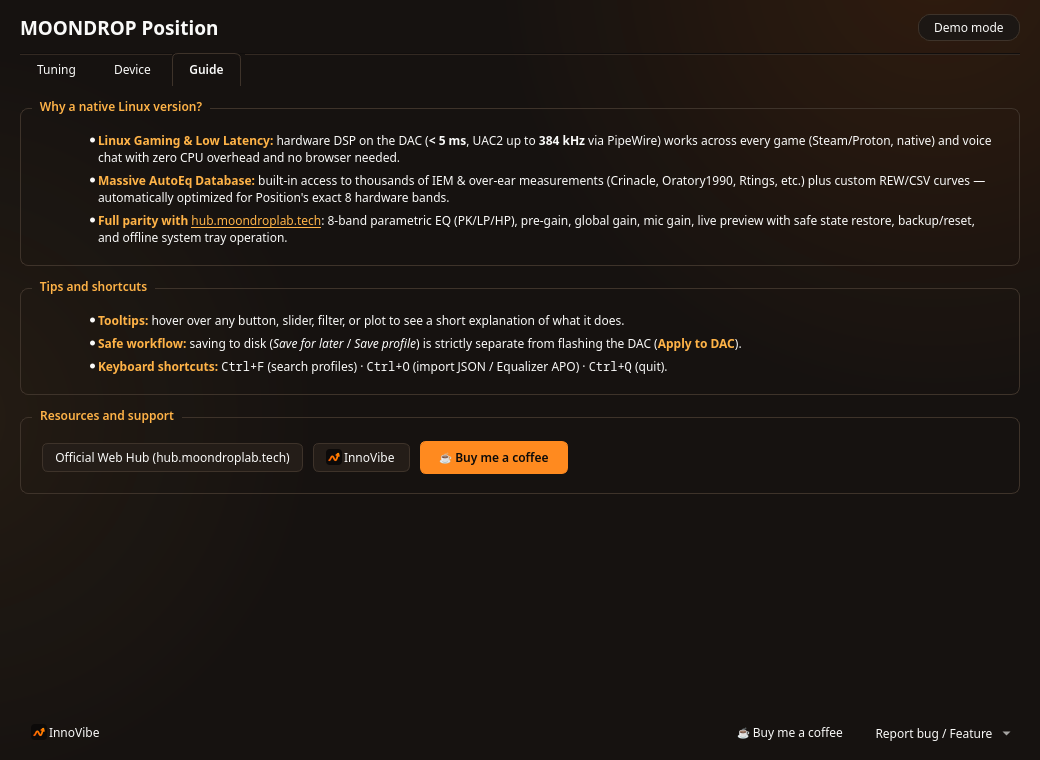 MOONDROP Position
Demo mode
Tuning
Device
Guide
Why a native Linux version?
• Linux Gaming & Low Latency: hardware DSP on the DAC (< 5 ms, UAC2 up to 384 kHz via PipeWire) works across every game (Steam/Proton, native) and voice
chat with zero CPU overhead and no browser needed.
• Massive AutoEq Database: built-in access to thousands of IEM & over-ear measurements (Crinacle, Oratory1990, Rtings, etc.) plus custom REW/CSV curves —
automatically optimized for Position's exact 8 hardware bands.
• Full parity with hub.moondroplab.tech: 8-band parametric EQ (PK/LP/HP), pre-gain, global gain, mic gain, live preview with safe state restore, backup/reset,
and offline system tray operation.
Tips and shortcuts
• Tooltips: hover over any button, slider, filter, or plot to see a short explanation of what it does.
• Safe workflow: saving to disk (Save for later / Save profile) is strictly separate from flashing the DAC (Apply to DAC).
• Keyboard shortcuts: Ctrl+F (search profiles) · Ctrl+O (import JSON / Equalizer APO) · Ctrl+Q (quit).
Resources and support
Official Web Hub (hub.moondroplab.tech)
InnoVibe
☕ Buy me a coffee
InnoVibe
☕ Buy me a coffee
Report bug / Feature